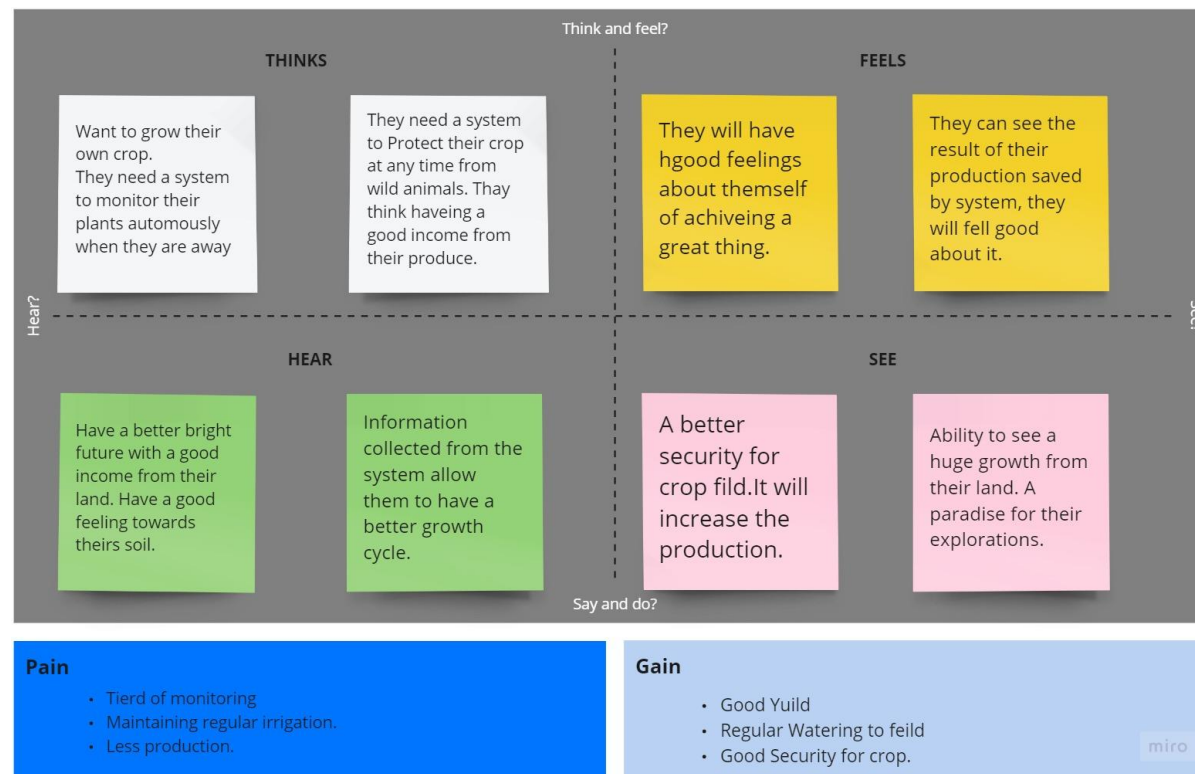 Think and feel?
THINKS
FEELS
Want to grow their
own crop.
They need a system
to monitor their
plants automously
when they are away
They need a system
to Protect their crop
at any time from
wild animals. Thay
think haveing a
good income from
their produce.
They will have
hgood feelings
about themself
of achiveing a
great thing.
They can see the
result of their
production saved
by system, they
will fell good
about it.
Hear?
See?
HEAR
SEE
Have a better bright
future with a good
income from their
land. Have a good
feeling towards
theirs soil.
Information
collected from the
system allow
them to have a
better growth
cycle.
A better
security for
crop fild.It will
increase the
production.
Ability to see a
huge growth from
their land. A
paradise for their
explorations.
Say and do?
Pain
• Tierd of monitoring
• Maintaining regular irrigation.
• Less production.
Gain
• Good Yuild
• Regular Watering to feild
• Good Security for crop.
miro